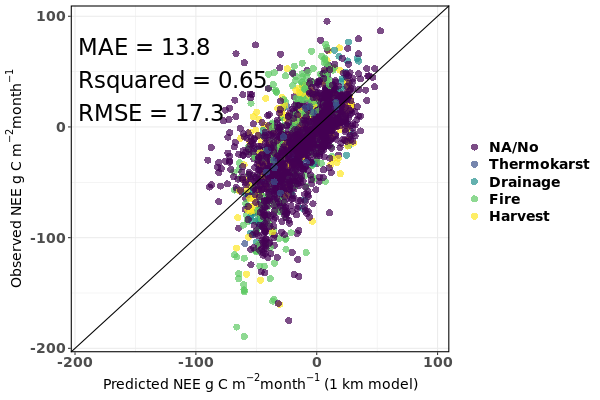 MAE = 13.8
Rsquared = 0.65
RMSE = 17.3
100
0
-100
-200
-200
-100
0
100
Observed NEE g C m⁻²month⁻¹
Predicted NEE g C m⁻²month⁻¹ (1 km model)
NA/No
Thermokarst
Drainage
Fire
Harvest